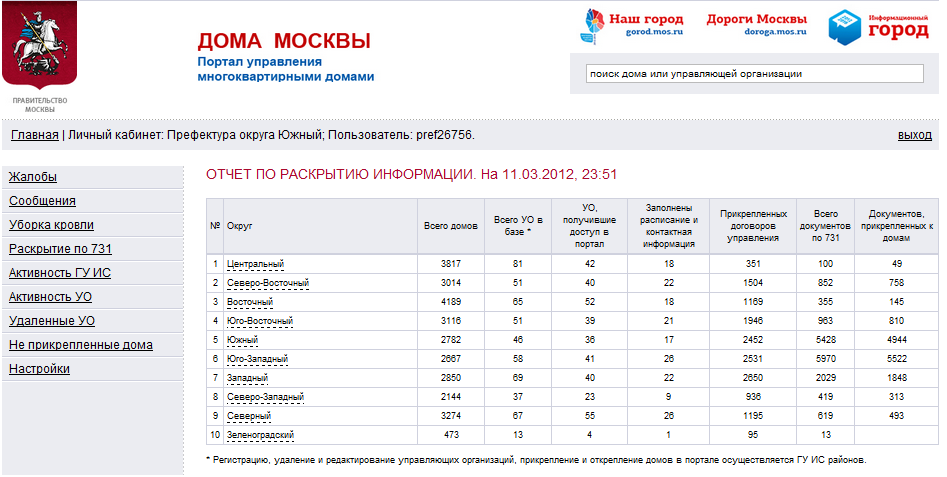 ПРАВИТЕЛЬСТВО
МОСКВЫ
ДОМА МОСКВЫ
Портал управления
многоквартирными домами
Наш город
gorod.mos.ru
Дороги Москвы
doroga.mos.ru
Информационный
город
поиск дома или управляющей организации
Главная | Личный кабинет: Префектура округа Южный; Пользователь: pref26756.
выход
Жалобы
Сообщения
Уборка кровли
Раскрытие по 731
Активность ГУ ИС
Активность УО
Удаленные УО
Не прикрепленные дома
Настройки
ОТЧЕТ ПО РАСКРЫТИЮ ИНФОРМАЦИИ. На 11.03.2012, 23:51
№ Округ Всего домов Всего УО в базе * УО, получившие доступ в портал Заполнены расписание и контактная информация Прикрепленных договоров управления Всего документов по 731 Документов, прикрепленных к домам
1 Центральный 3817 81 42 18 351 100 49
2 Северо-Восточный 3014 51 40 22 1504 852 758
3 Восточный 4189 65 52 18 1169 355 145
4 Юго-Восточный 3116 51 39 21 1946 963 810
5 Южный 2782 46 36 17 2452 5428 4944
6 Юго-Западный 2667 58 41 26 2531 5970 5522
7 Западный 2850 69 40 22 2650 2029 1848
8 Северо-Западный 2144 37 23 9 936 419 313
9 Северный 3274 67 55 26 1195 619 493
10 Зеленоградский 473 13 4 1 95 13
* Регистрацию, удаление и редактирование управляющих организаций, прикрепление и открепление домов в портале осуществляется ГУ ИС районов.